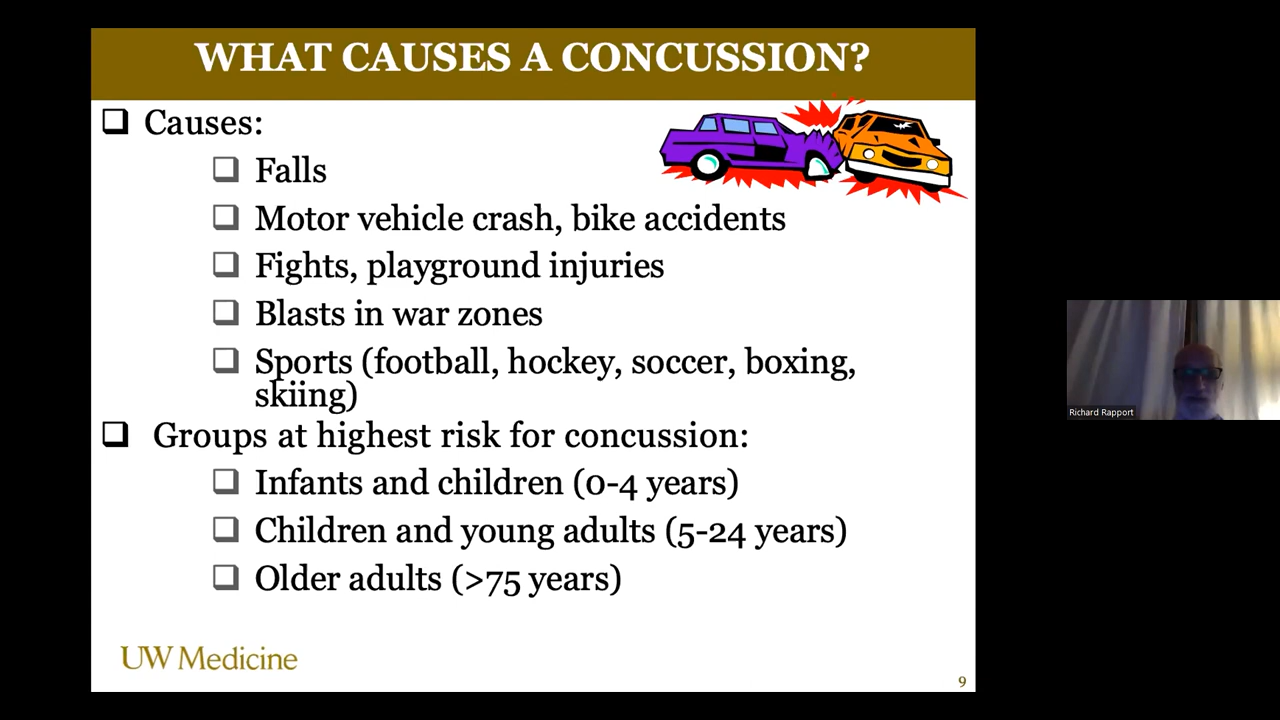 WHAT CAUSES A CONCUSSION?
Causes:
Falls
Motor vehicle crash, bike accidents
Fights, playground injuries
Blasts in war zones
Sports (football, hockey, soccer, boxing,
skiing)
Groups at highest risk for concussion:
Infants and children (0-4 years)
Children and young adults (5-24 years)
Older adults (>75 years)
UW Medicine
9
Richard Rapport